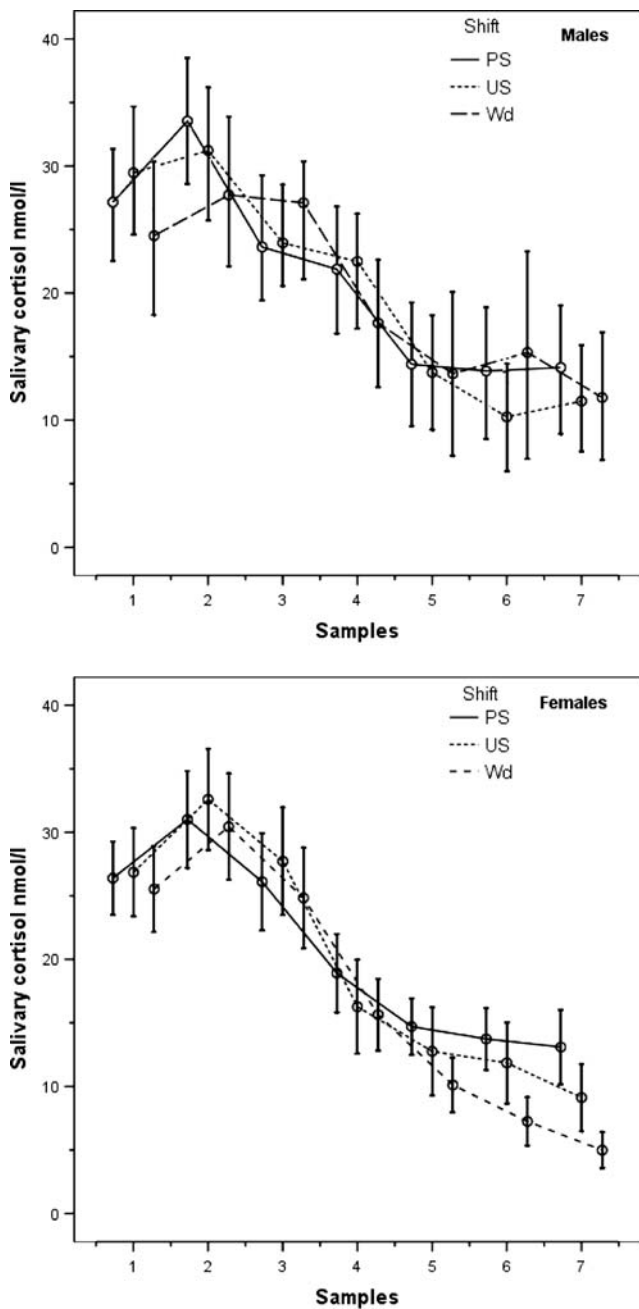 Shift Males
PS
US
Wd
40
30
20
10
0
Salivary cortisol nmol/l
1 2 3 4 5 6 7
Samples
Shift Females
PS
US
Wd
40
30
20
10
0
Salivary cortisol nmol/l
1 2 3 4 5 6 7
Samples